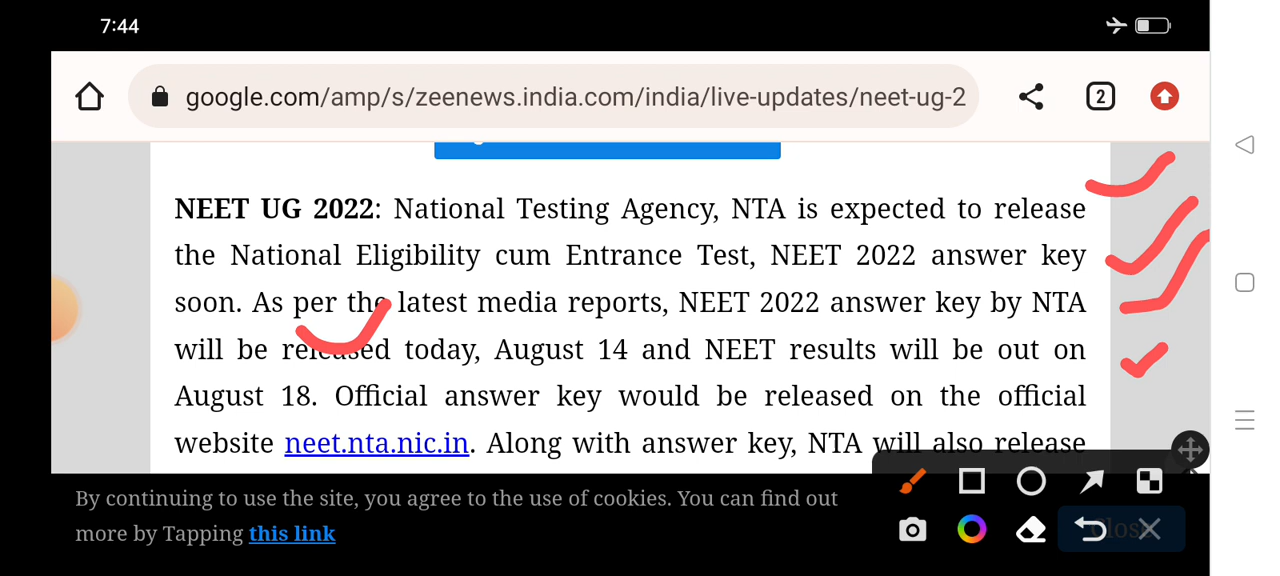 7:44
google.com/amp/s/zeenews.india.com/india/live-updates/neet-ug-2
2
NEET UG 2022: National Testing Agency, NTA is expected to release
the National Eligibility cum Entrance Test, NEET 2022 answer key
soon. As per the latest media reports, NEET 2022 answer key by NTA
will be released today, August 14 and NEET results will be out on
August 18. Official answer key would be released on the official
website neet.nta.nic.in. Along with answer key, NTA will also release
By continuing to use the site, you agree to the use of cookies. You can find out
more by Tapping this link
Close